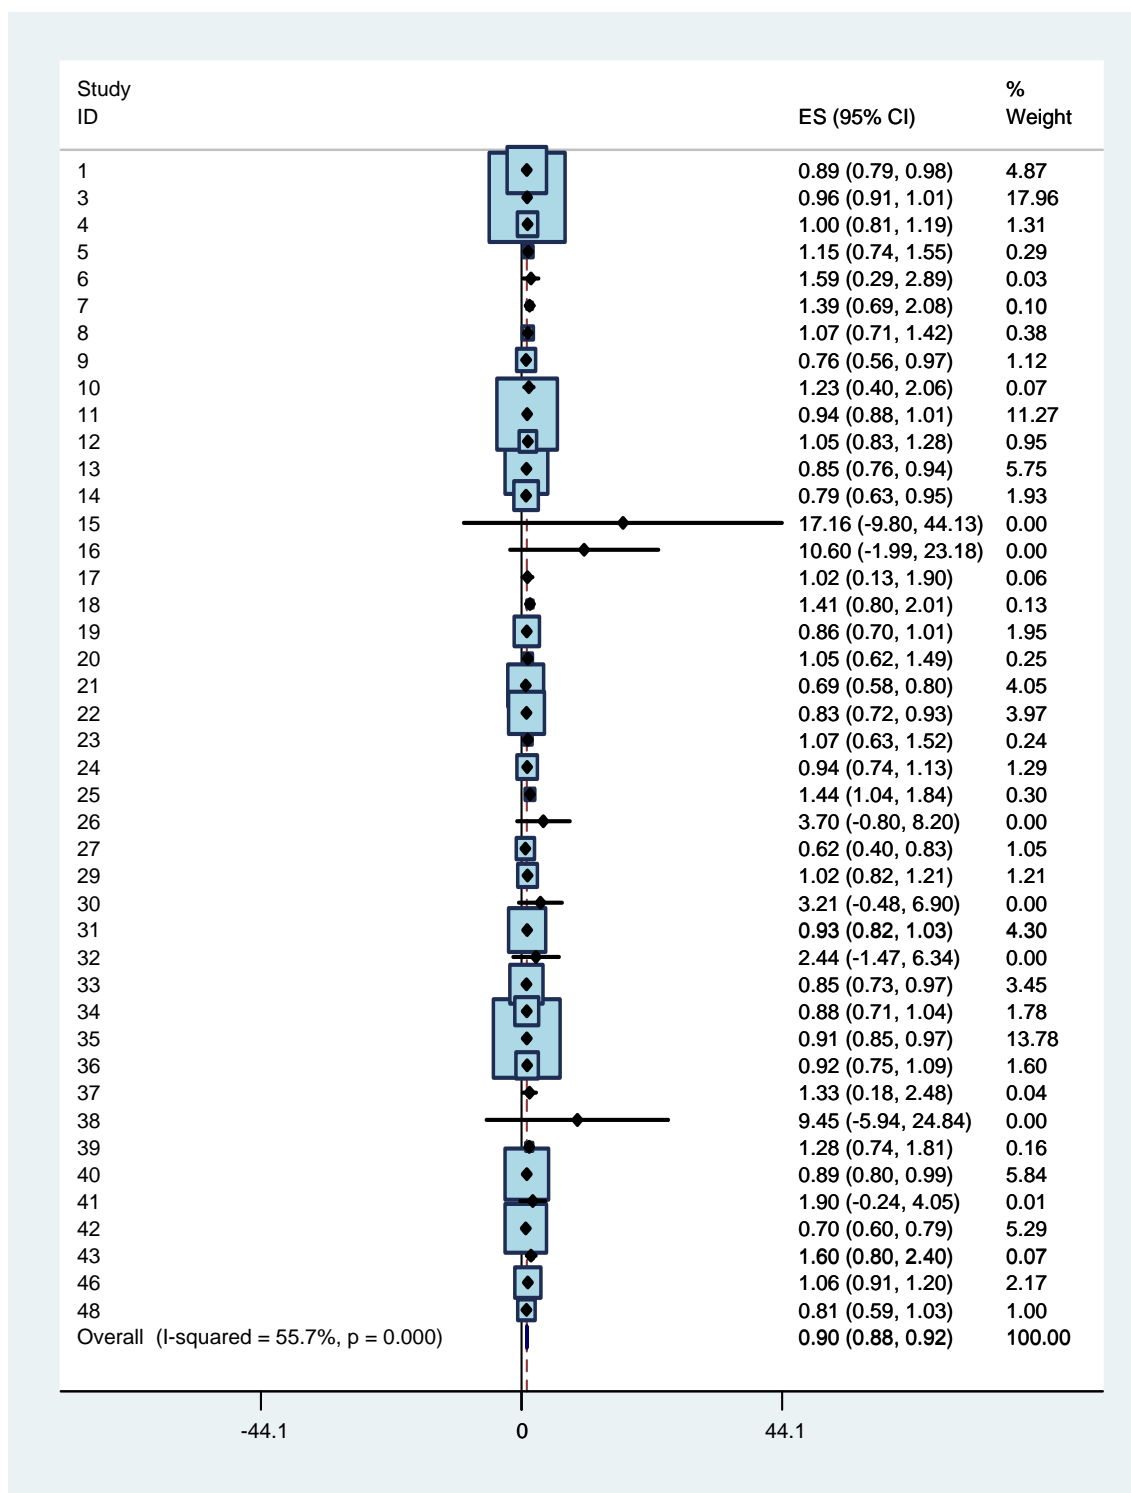 Study %
ID ES (95% CI) Weight
1 0.89 (0.79, 0.98) 4.87
3 0.96 (0.91, 1.01) 17.96
4 1.00 (0.81, 1.19) 1.31
5 1.15 (0.74, 1.55) 0.29
6 1.59 (0.29, 2.89) 0.03
7 1.39 (0.69, 2.08) 0.10
8 1.07 (0.71, 1.42) 0.38
9 0.76 (0.56, 0.97) 1.12
10 1.23 (0.40, 2.06) 0.07
11 0.94 (0.88, 1.01) 11.27
12 1.05 (0.83, 1.28) 0.95
13 0.85 (0.76, 0.94) 5.75
14 0.79 (0.63, 0.95) 1.93
15 17.16 (-9.80, 44.13) 0.00
16 10.60 (-1.99, 23.18) 0.00
17 1.02 (0.13, 1.90) 0.06
18 1.41 (0.80, 2.01) 0.13
19 0.86 (0.70, 1.01) 1.95
20 1.05 (0.62, 1.49) 0.25
21 0.69 (0.58, 0.80) 4.05
22 0.83 (0.72, 0.93) 3.97
23 1.07 (0.63, 1.52) 0.24
24 0.94 (0.74, 1.13) 1.29
25 1.44 (1.04, 1.84) 0.30
26 3.70 (-0.80, 8.20) 0.00
27 0.62 (0.40, 0.83) 1.05
29 1.02 (0.82, 1.21) 1.21
30 3.21 (-0.48, 6.90) 0.00
31 0.93 (0.82, 1.03) 4.30
32 2.44 (-1.47, 6.34) 0.00
33 0.85 (0.73, 0.97) 3.45
34 0.88 (0.71, 1.04) 1.78
35 0.91 (0.85, 0.97) 13.78
36 0.92 (0.75, 1.09) 1.60
37 1.33 (0.18, 2.48) 0.04
38 9.45 (-5.94, 24.84) 0.00
39 1.28 (0.74, 1.81) 0.16
40 0.89 (0.80, 0.99) 5.84
41 1.90 (-0.24, 4.05) 0.01
42 0.70 (0.60, 0.79) 5.29
43 1.60 (0.80, 2.40) 0.07
46 1.06 (0.91, 1.20) 2.17
48 0.81 (0.59, 1.03) 1.00
Overall (I-squared = 55.7%, p = 0.000) 0.90 (0.88, 0.92) 100.00
-44.1 0 44.1